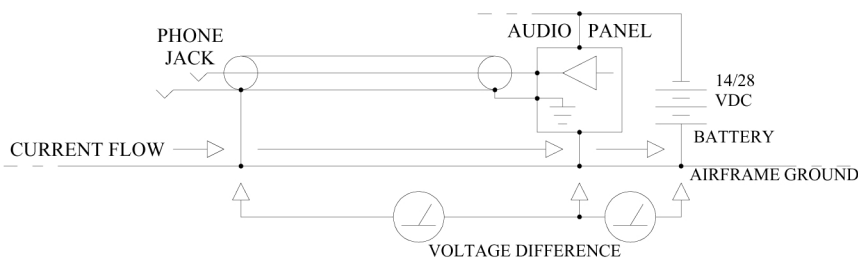 PHONE
JACK
AUDIO PANEL
14/28
VDC
BATTERY
CURRENT FLOW
AIRFRAME GROUND
VOLTAGE DIFFERENCE